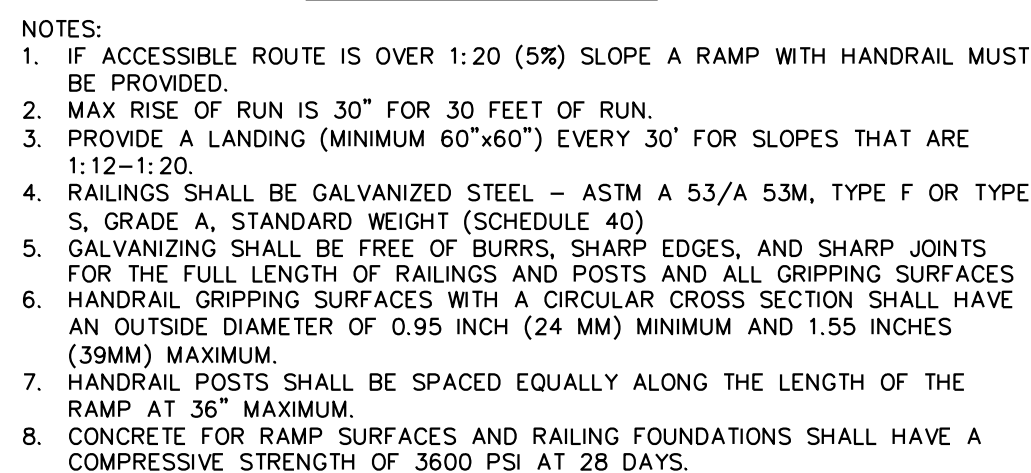 NOTES:
1. IF ACCESSIBLE ROUTE IS OVER 1:20 (5%) SLOPE A RAMP WITH HANDRAIL MUST
BE PROVIDED.
2. MAX RISE OF RUN IS 30" FOR 30 FEET OF RUN.
3. PROVIDE A LANDING (MINIMUM 60"x60") EVERY 30' FOR SLOPES THAT ARE
1:12–1:20.
4. RAILINGS SHALL BE GALVANIZED STEEL – ASTM A 53/A 53M, TYPE F OR TYPE
S, GRADE A, STANDARD WEIGHT (SCHEDULE 40)
5. GALVANIZING SHALL BE FREE OF BURRS, SHARP EDGES, AND SHARP JOINTS
FOR THE FULL LENGTH OF RAILINGS AND POSTS AND ALL GRIPPING SURFACES
6. HANDRAIL GRIPPING SURFACES WITH A CIRCULAR CROSS SECTION SHALL HAVE
AN OUTSIDE DIAMETER OF 0.95 INCH (24 MM) MINIMUM AND 1.55 INCHES
(39MM) MAXIMUM.
7. HANDRAIL POSTS SHALL BE SPACED EQUALLY ALONG THE LENGTH OF THE
RAMP AT 36" MAXIMUM.
8. CONCRETE FOR RAMP SURFACES AND RAILING FOUNDATIONS SHALL HAVE A
COMPRESSIVE STRENGTH OF 3600 PSI AT 28 DAYS.